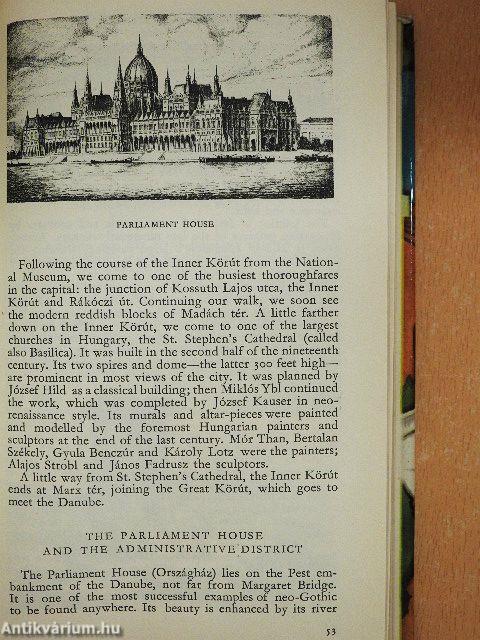 PARLIAMENT HOUSE
Following the course of the Inner Körút from the Nation-
al Museum, we come to one of the busiest thoroughfares
in the capital: the junction of Kossuth Lajos utca, the Inner
Körút and Rákóczi út. Continuing our walk, we soon see
the modern reddish blocks of Madách tér. A little farther
down on the Inner Körút, we come to one of the largest
churches in Hungary, the St. Stephen's Cathedral (called
also Basilica). It was built in the second half of the nineteenth
century. Its two spires and dome—the latter 300 feet high—
are prominent in most views of the city. It was planned by
József Hild as a classical building; then Miklós Ybl continued
the work, which was completed by József Kauser in neo-
renaissance style. Its murals and altar-pieces were painted
and modelled by the foremost Hungarian painters and
sculptors at the end of the last century. Mór Than, Bertalan
Székely, Gyula Benczúr and Károly Lotz were the painters;
Alajos Strobl and János Fadrusz the sculptors.
A little way from St. Stephen's Cathedral, the Inner Körút
ends at Marx tér, joining the Great Körút, which goes to
meet the Danube.
THE PARLIAMENT HOUSE
AND THE ADMINISTRATIVE DISTRICT
The Parliament House (Országház) lies on the Pest em-
bankment of the Danube, not far from Margaret Bridge.
It is one of the most successful examples of neo-Gothic
to be found anywhere. Its beauty is enhanced by its river
53
Antikvárium.hu